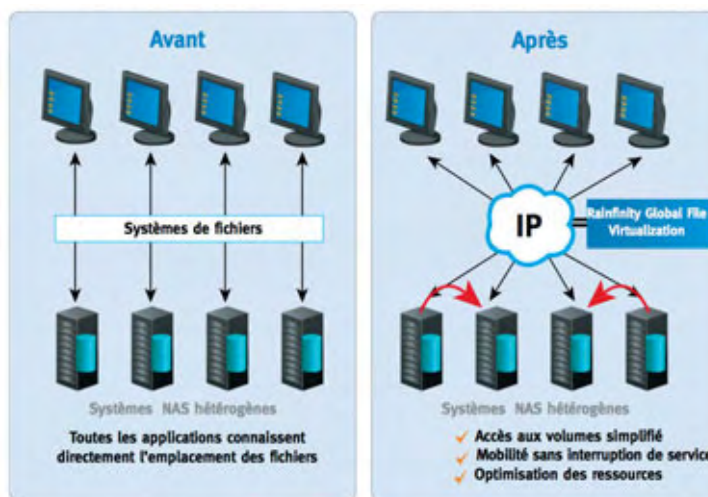 Avant
Systèmes de fichiers
Systèmes NAS hétérogènes
Toutes les applications connaissent
directement l'emplacement des fichiers
Après
IP
Rainfinity Global File
Virtualization
Systèmes NAS hétérogènes
Accès aux volumes simplifié
Mobilité sans interruption de service
Optimisation des ressources